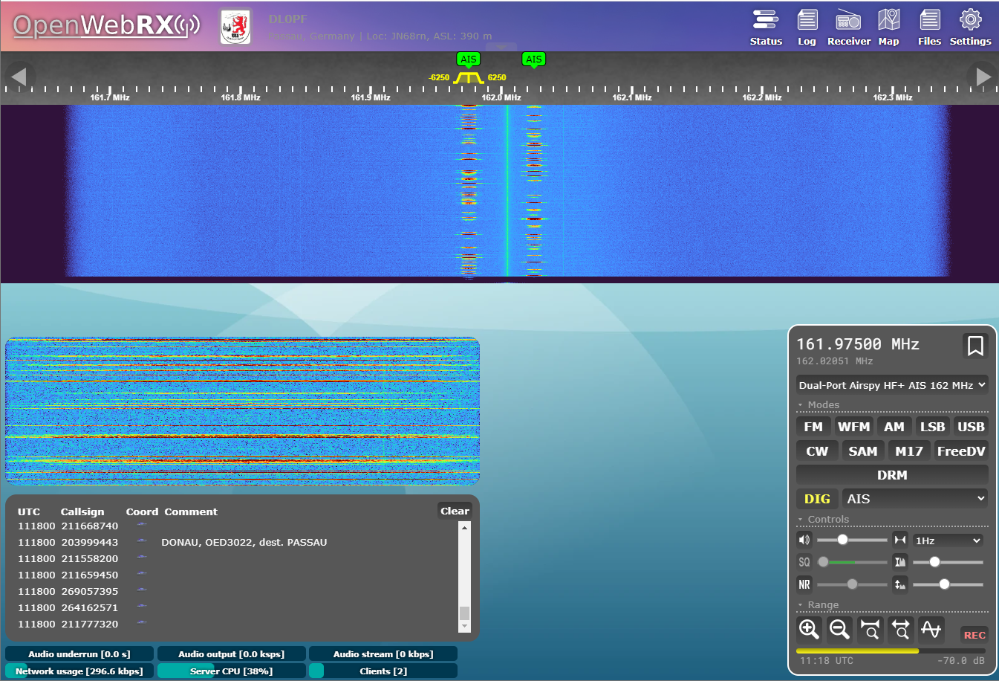 OpenWebRX
DL0PF
Passau, Germany | Loc: JN68rn, ASL: 390 m
Status
Log
Receiver
Map
Files
Settings
AIS
AIS
-6250
6250
161.7 MHz
161.8 MHz
161.9 MHz
162.0 MHz
162.1 MHz
162.2 MHz
162.3 MHz
161.97500 MHz
162.02051 MHz
Dual-Port Airspy HF+ AIS 162 MHz
Modes
FM WFM AM LSB USB
CW SAM M17 FreeDV
DRM
DIG AIS
Controls
1Hz
SQ
NR
Range
REC
11:18 UTC -70.0 dB
UTC Callsign Coord Comment Clear
111800 211668740
111800 203999443 DONAU, OED3022, dest. PASSAU
111800 211558200
111800 211659450
111800 269057395
111800 264162571
111800 211777320
Audio underrun [0.0 s] Audio output [0.0 ksps] Audio stream [0 kbps]
Network usage [296.6 kbps] Server CPU [38%] Clients [2]